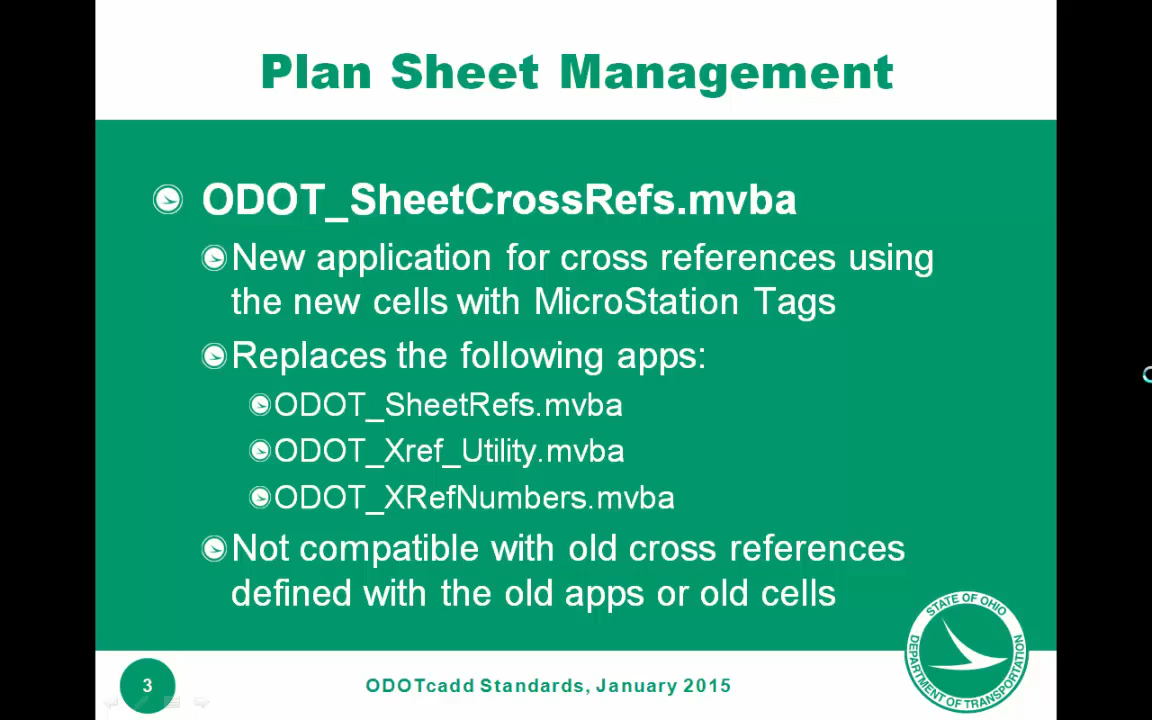 Plan Sheet Management
ODOT_SheetCrossRefs.mvba
New application for cross references using
the new cells with MicroStation Tags
Replaces the following apps:
ODOT_SheetRefs.mvba
ODOT_Xref_Utility.mvba
ODOT_XRefNumbers.mvba
Not compatible with old cross references
defined with the old apps or old cells
STATE OF OHIO
DEPARTMENT OF TRANSPORTATION
3
ODOTcadd Standards, January 2015